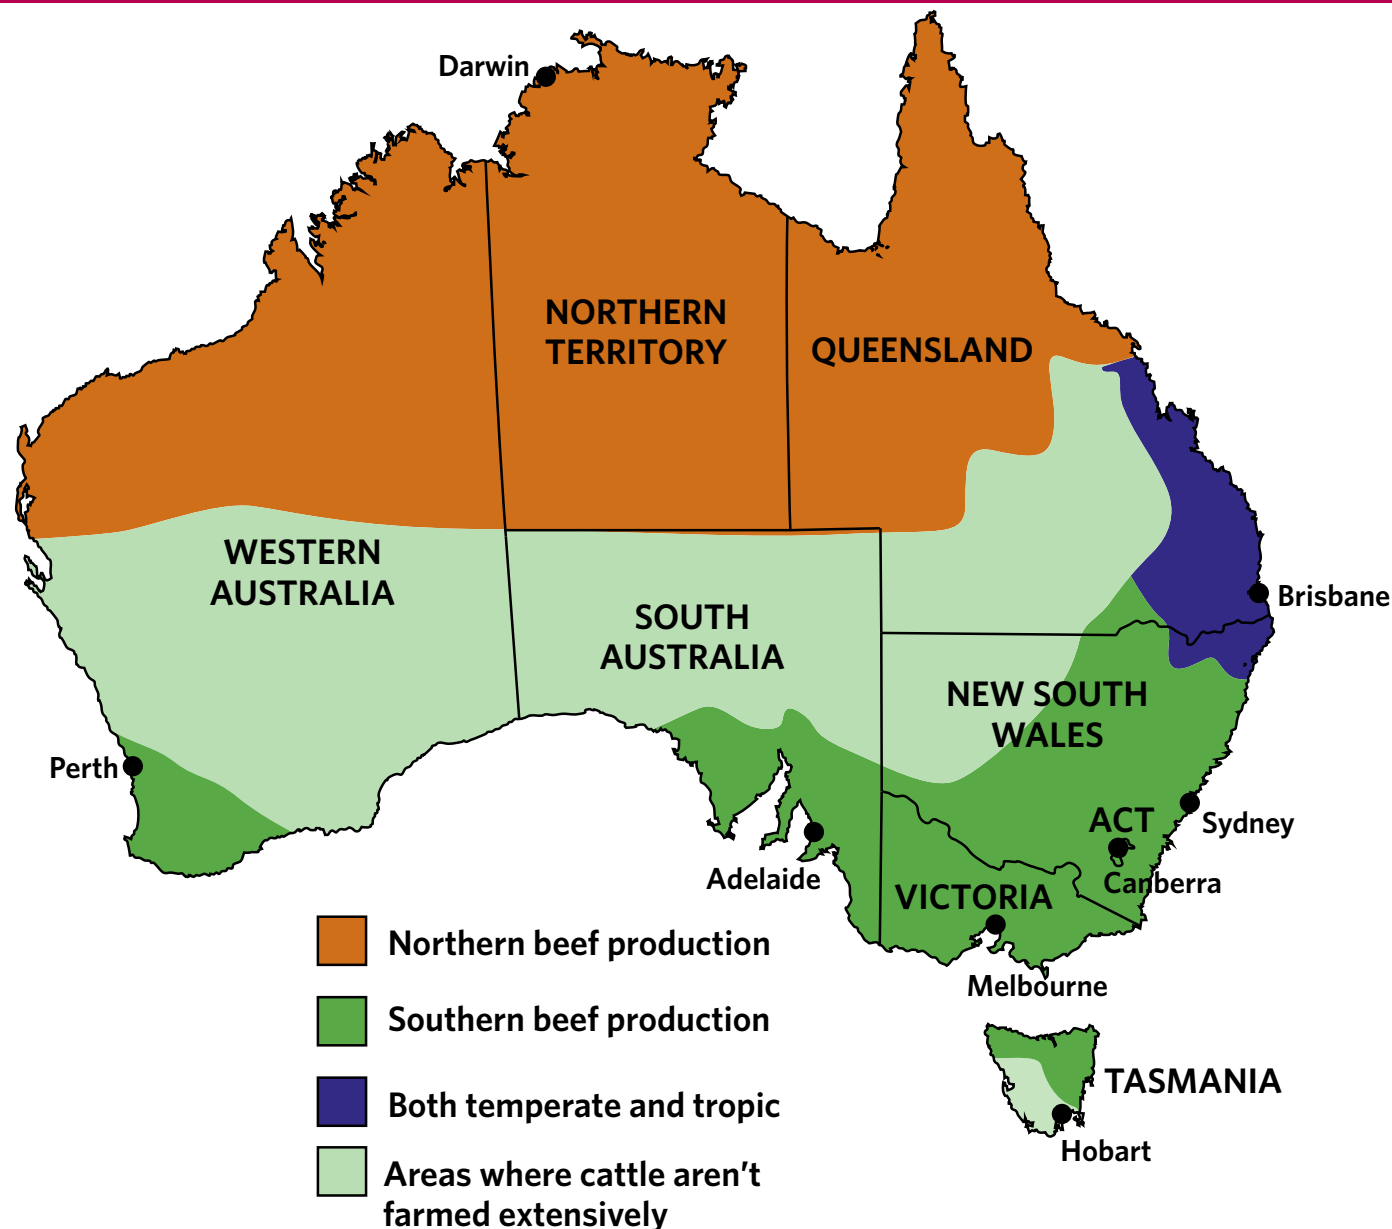 Darwin
NORTHERN
TERRITORY
QUEENSLAND
WESTERN
AUSTRALIA
SOUTH
AUSTRALIA
Brisbane
NEW SOUTH
WALES
Perth
ACT
Sydney
Adelaide
Canberra
VICTORIA
Melbourne
TASMANIA
Hobart
Northern beef production
Southern beef production
Both temperate and tropic
Areas where cattle aren't
farmed extensively